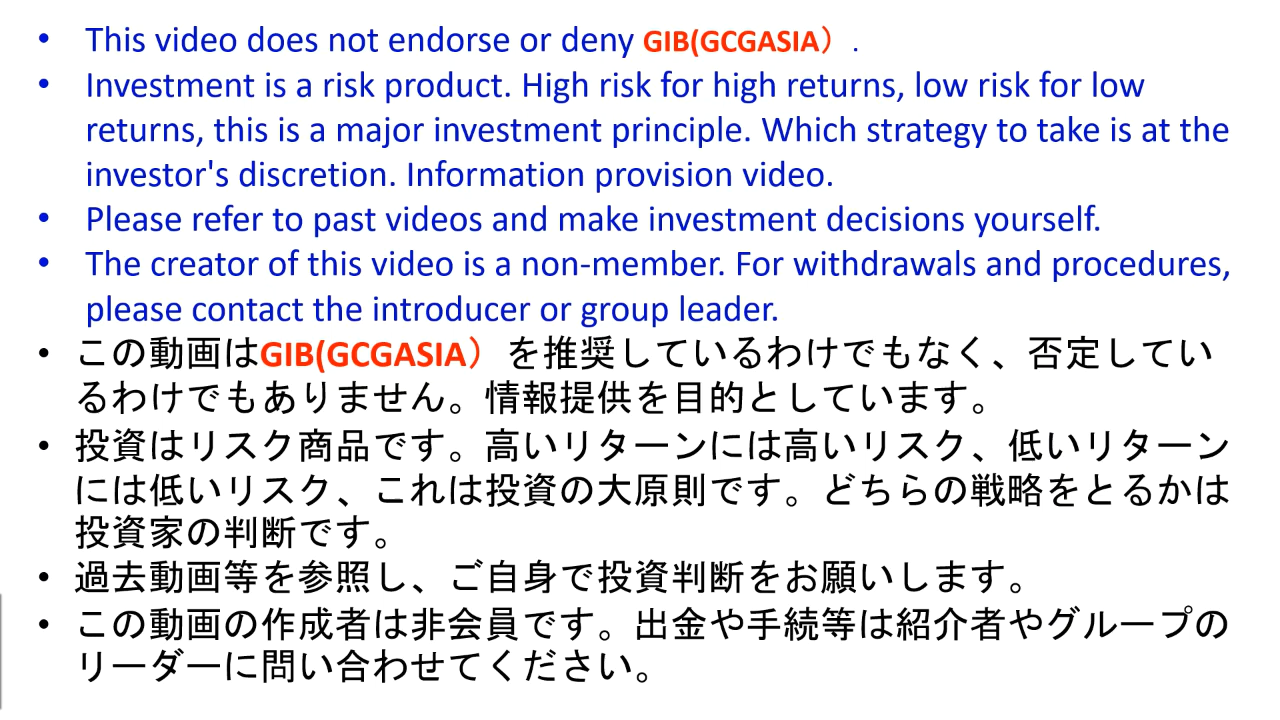 • This video does not endorse or deny GIB(GCGASIA）.
• Investment is a risk product. High risk for high returns, low risk for low
returns, this is a major investment principle. Which strategy to take is at the
investor's discretion. Information provision video.
• Please refer to past videos and make investment decisions yourself.
• The creator of this video is a non-member. For withdrawals and procedures,
please contact the introducer or group leader.
• この動画はGIB(GCGASIA）を推奨しているわけでもなく、否定してい
るわけでもありません。情報提供を目的としています。
• 投資はリスク商品です。高いリターンには高いリスク、低いリターン
には低いリスク、これは投資の大原則です。どちらの戦略をとるかは
投資家の判断です。
• 過去動画等を参照し、ご自身で投資判断をお願いします。
• この動画の作成者は非会員です。出金や手続等は紹介者やグループの
リーダーに問い合わせてください。